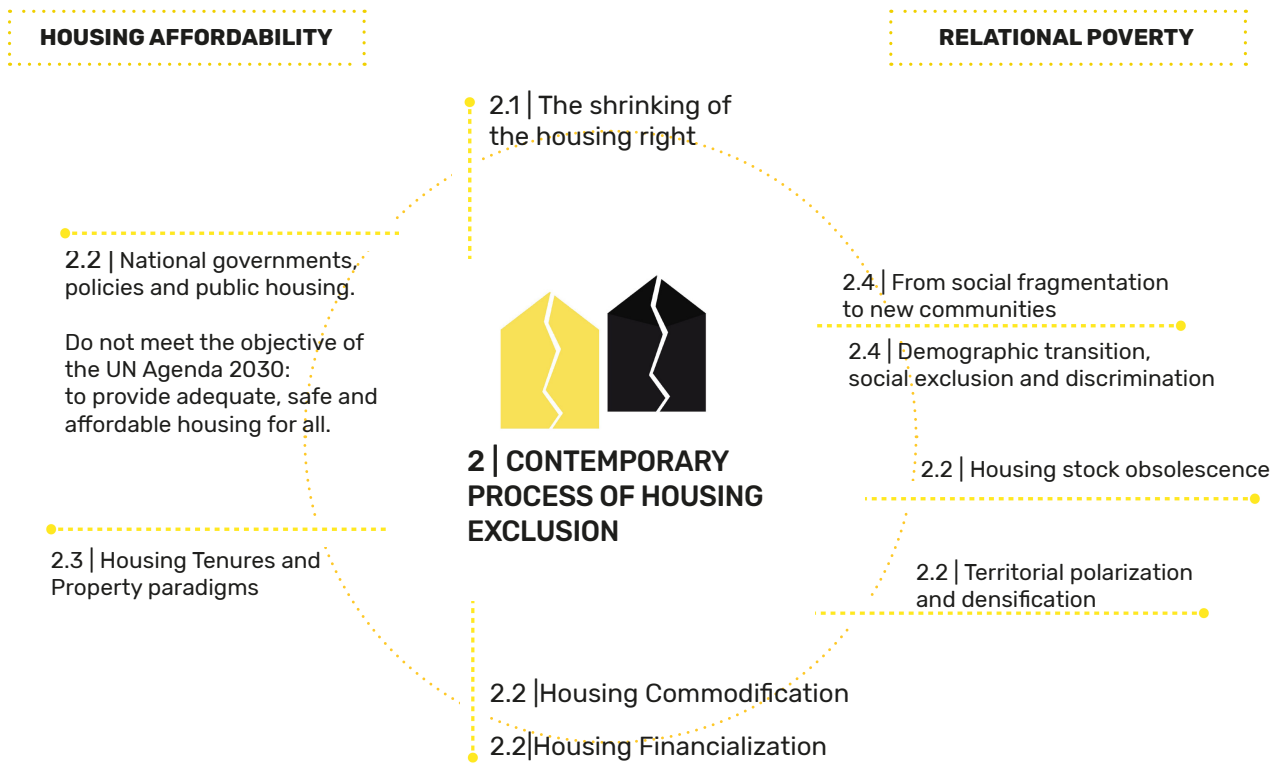 HOUSING AFFORDABILITY
RELATIONAL POVERTY
2.1 | The shrinking of
the housing right
2.2 | National governments,
policies and public housing.
Do not meet the objective of
the UN Agenda 2030:
to provide adequate, safe and
affordable housing for all.
2.4 | From social fragmentation
to new communities
2.4 | Demographic transition,
social exclusion and discrimination
2 | CONTEMPORARY
PROCESS OF HOUSING
EXCLUSION
2.2 | Housing stock obsolescence
2.3 | Housing Tenures and
Property paradigms
2.2 | Territorial polarization
and densification
2.2 |Housing Commodification
2.2|Housing Financialization